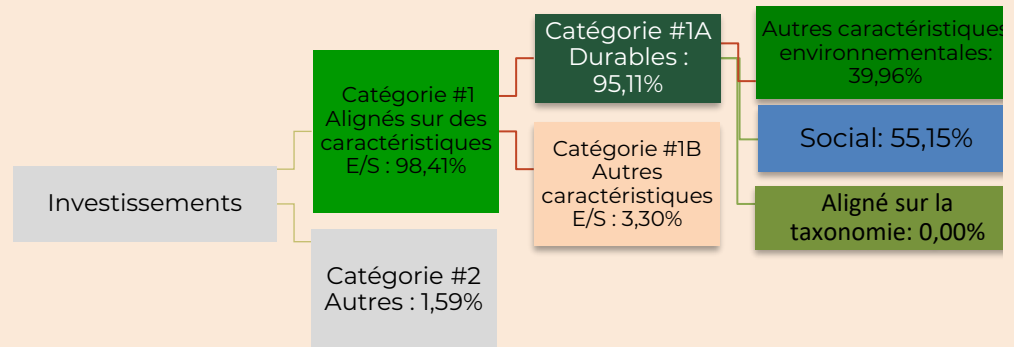 Investissements
Catégorie #1
Alignés sur des
caractéristiques
E/S : 98,41%
Catégorie #2
Autres : 1,59%
Catégorie #1A
Durables :
95,11%
Catégorie #1B
Autres
caractéristiques
E/S : 3,30%
Autres caractéristiques
environnementales:
39,96%
Social: 55,15%
Aligné sur la
taxonomie: 0,00%